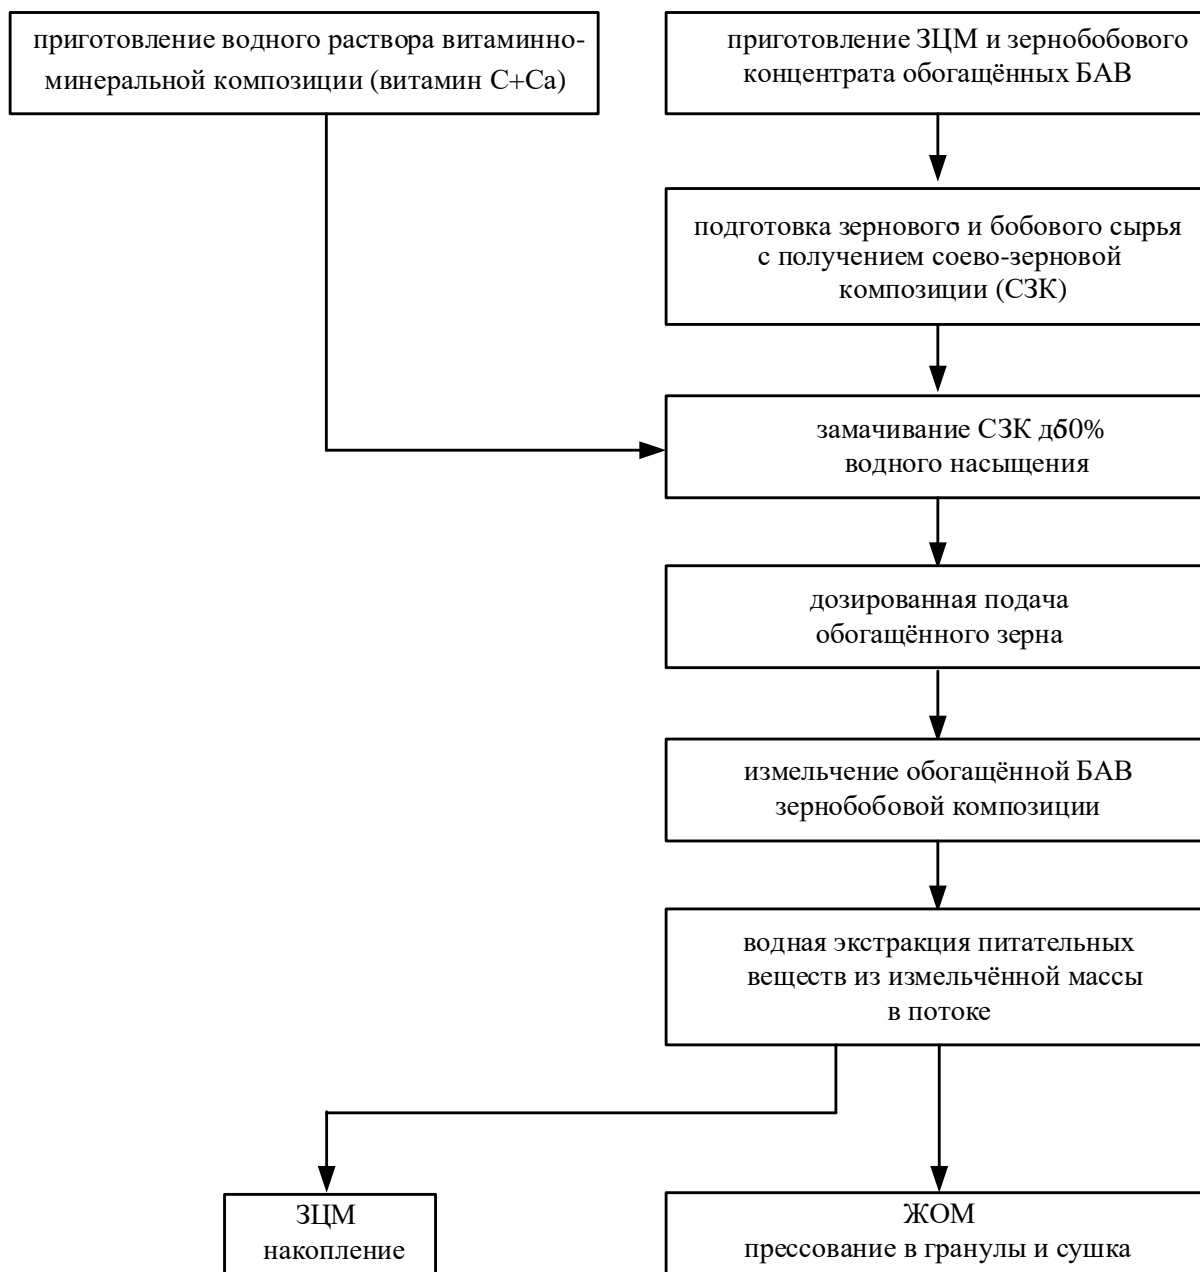 приготовление водного раствора витаминно-
минеральной композиции (витамин С+Са)
приготовление ЗЦМ и зернобобового
концентрата обогащённых БАВ
подготовка зернового и бобового сырья
с получением соево-зерновой
композиции (СЗК)
замачивание СЗК до50%
водного насыщения
дозированная подача
обогащённого зерна
измельчение обогащённой БАВ
зернобобовой композиции
водная экстракция питательных
веществ из измельчённой массы
в потоке
ЗЦМ
накопление
ЖОМ
прессование в гранулы и сушка